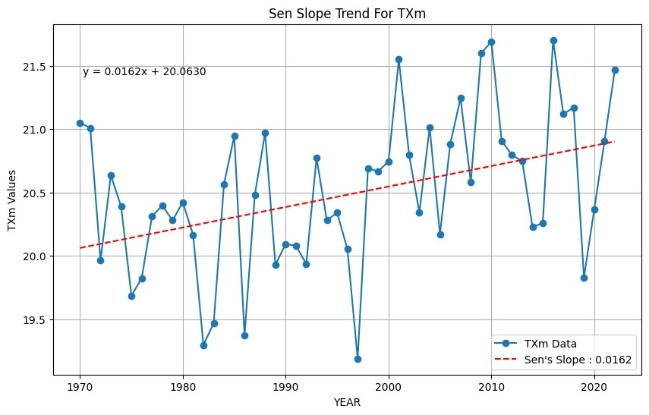 Sen Slope Trend For TXm
y = 0.0162x + 20.0630
21.5
21.0
20.5
20.0
19.5
TXm Values
1970 1980 1990 2000 2010 2020
YEAR
TXm Data
Sen's Slope : 0.0162